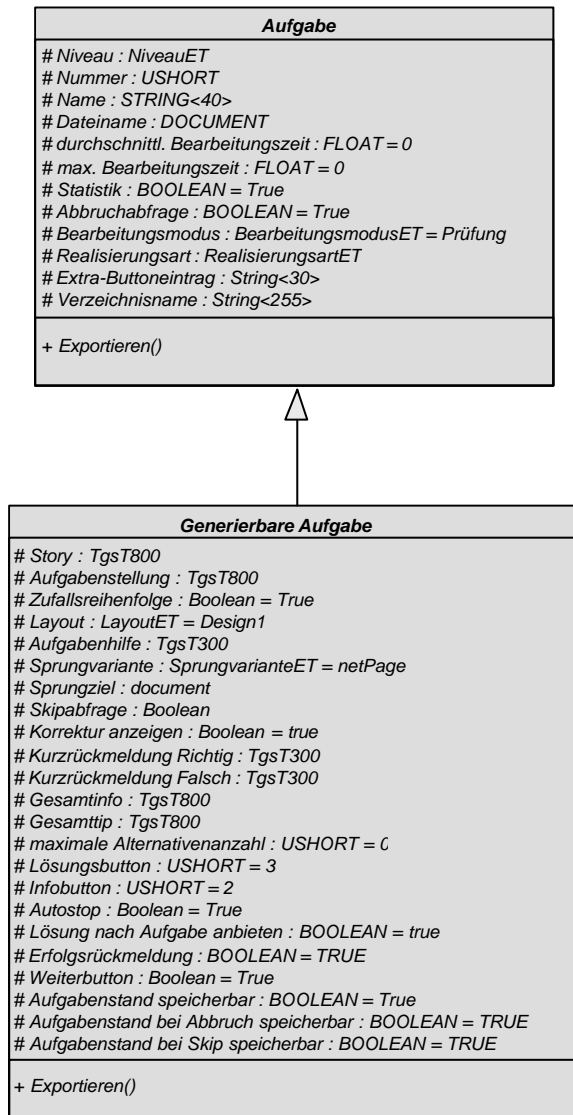 Aufgabe
# Niveau : NiveauET
# Nummer : USHORT
# Name : STRING<40>
# Dateiname : DOCUMENT
# durchschnittl. Bearbeitungszeit : FLOAT = 0
# max. Bearbeitungszeit : FLOAT = 0
# Statistik : BOOLEAN = True
# Abbruchabfrage : BOOLEAN = True
# Bearbeitungsmodus : BearbeitungsmodusET = Prüfung
# Realisierungsart : RealisierungsartET
# Extra-Buttoneintrag : String<30>
# Verzeichnisname : String<255>
+ Exportieren()
Generierbare Aufgabe
# Story : TgsT800
# Aufgabenstellung : TgsT800
# Zufallsreihenfolge : Boolean = True
# Layout : LayoutET = Design1
# Aufgabenhilfe : TgsT300
# Sprungvariante : SprungvarianteET = netPage
# Sprungziel : document
# Skipabfrage : Boolean
# Korrektur anzeigen : Boolean = true
# Kurzrückmeldung Richtig : TgsT300
# Kurzrückmeldung Falsch : TgsT300
# Gesamtinfo : TgsT800
# Gesamttip : TgsT800
# maximale Alternativenanzahl : USHORT = 0
# Lösungsbutton : USHORT = 3
# Infobutton : USHORT = 2
# Autostop : Boolean = True
# Lösung nach Aufgabe anbieten : BOOLEAN = true
# Erfolgsrückmeldung : BOOLEAN = TRUE
# Weiterbutton : Boolean = True
# Aufgabenstand speicherbar : BOOLEAN = True
# Aufgabenstand bei Abbruch speicherbar : BOOLEAN = TRUE
# Aufgabenstand bei Skip speicherbar : BOOLEAN = TRUE
+ Exportieren()